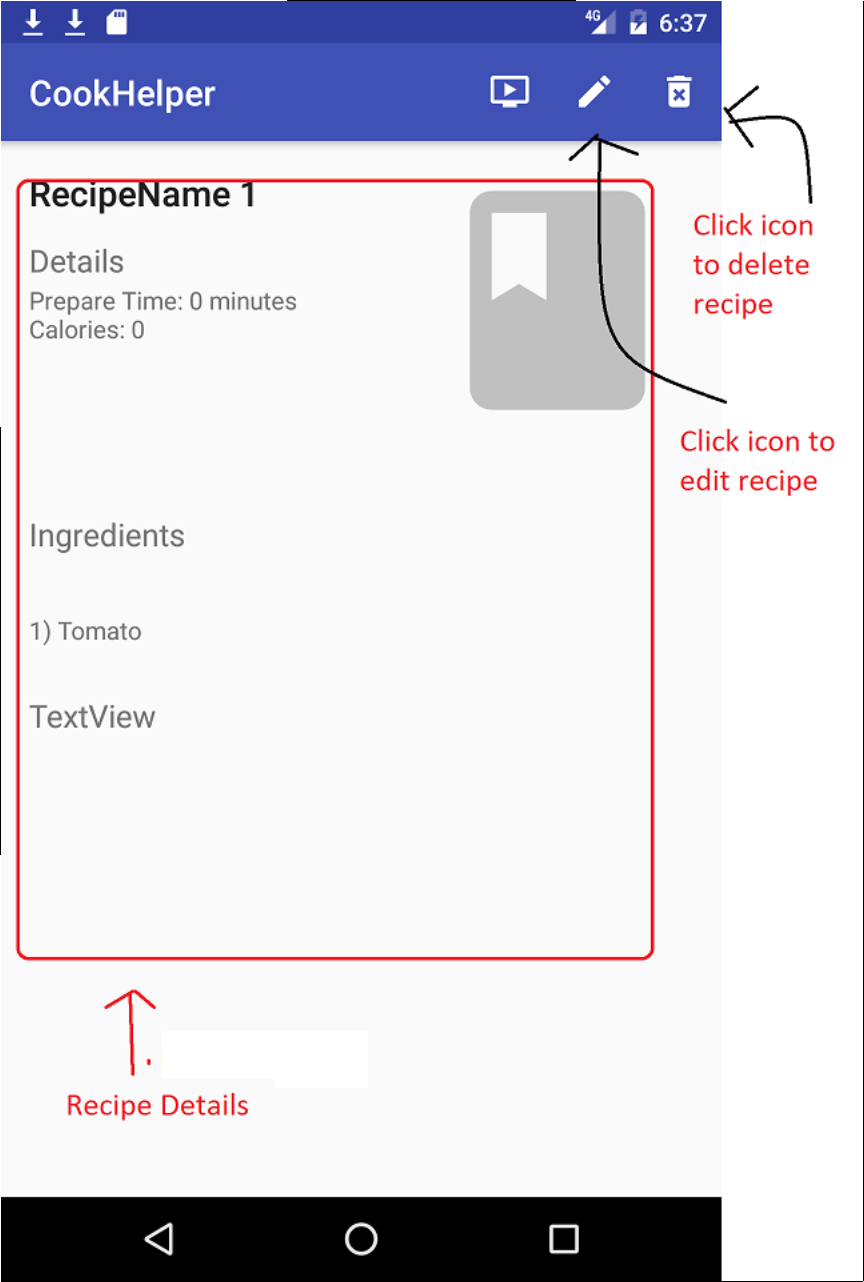 4G 6:37
CookHelper
RecipeName 1
Details
Prepare Time: 0 minutes
Calories: 0
Click icon
to delete
recipe
Click icon to
edit recipe
Ingredients
1) Tomato
TextView
Recipe Details